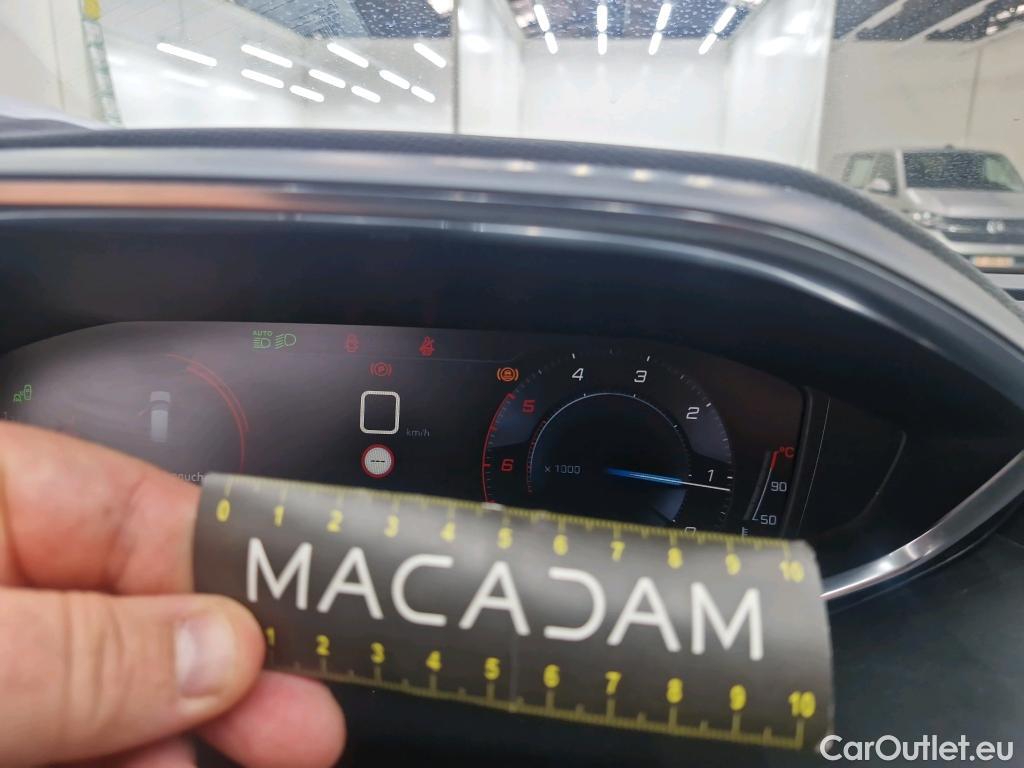 AUTO
P
4 3
5 2
--- km/h
6 x 1000 1 °C
90
50
0 1 2 3 4 5 6 7 8 9 10
MACADAM
1 2 3 4 5 6 7 8 9 10
CarOutlet.eu